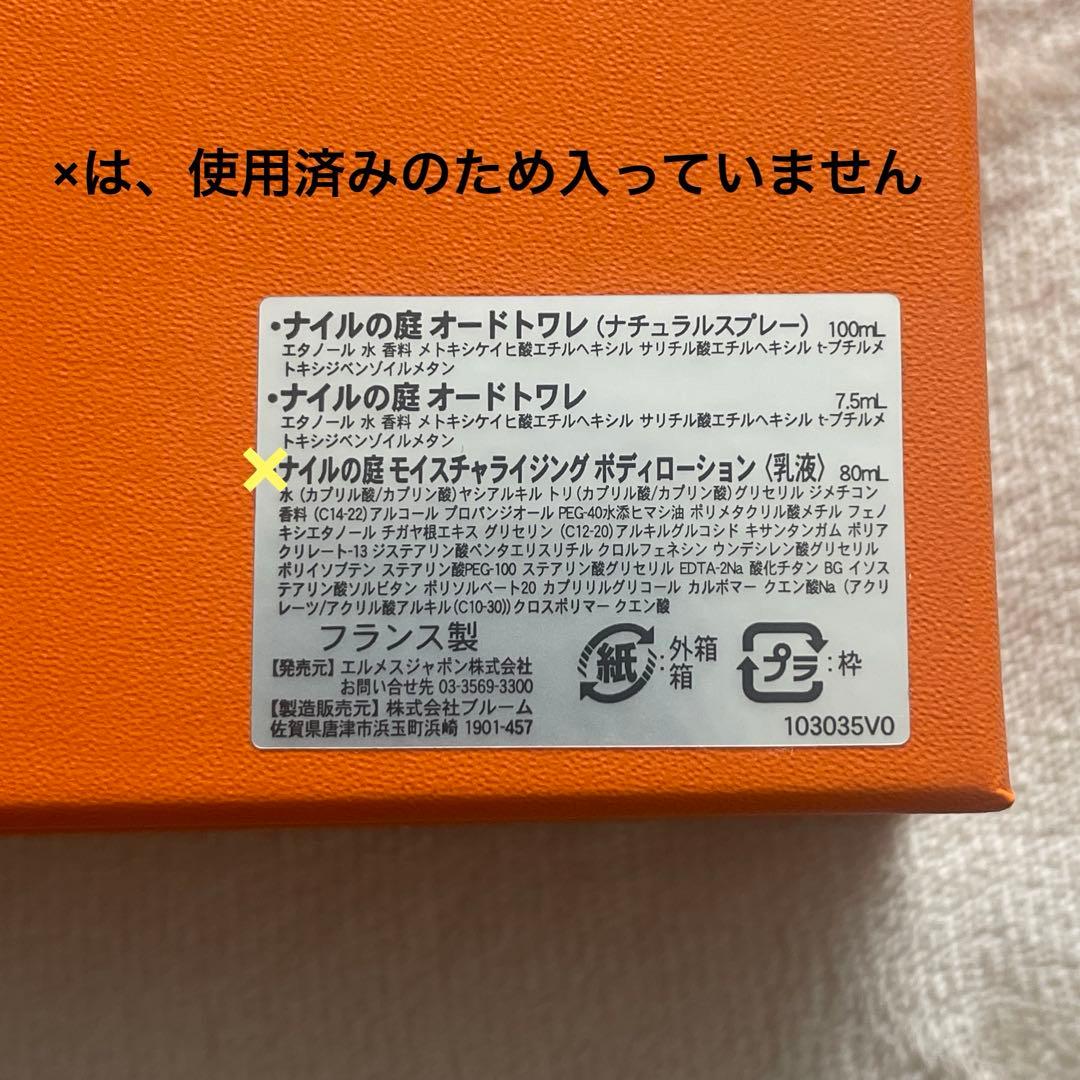 ×は、使用済みのため入っていません
•ナイルの庭 オードトワレ (ナチュラルスプレー) 100mL
エタノール 水 香料 メトキシケイヒ酸エチルヘキシル サリチル酸エチルヘキシル t-ブチルメ
トキシジベンゾイルメタン
•ナイルの庭 オードトワレ 7.5mL
エタノール 水 香料 メトキシケイヒ酸エチルヘキシル サリチル酸エチルヘキシル t-ブチルメ
トキシジベンゾイルメタン
×ナイルの庭 モイスチャライジング ボディローション〈乳液〉 80mL
水 (カプリル酸/カプリン酸)ヤシアルキル トリ(カプリル酸/カプリン酸)グリセリル ジメチコン
香料 (C14-22)アルコール プロパンジオール PEG-40水添ヒマシ油 ポリメタクリル酸メチル フェノ
キシエタノール チガヤ根エキス グリセリン (C12-20)アルキルグルコシド キサンタンガム ポリア
クリレート-13 ジステアリン酸ペンタエリスリチル クロルフェネシン ウンデシレン酸グリセリル
ポリイソブテン ステアリン酸PEG-100 ステアリン酸グリセリル EDTA-2Na 酸化チタン BG イソス
テアリン酸ソルビタン ポリソルベート20 カプリリルグリコール カルボマー クエン酸Na (アクリ
レーツ/アクリル酸アルキル(C10-30))クロスポリマー クエン酸
フランス製
【発売元】エルメスジャポン株式会社
お問い合せ先 03-3569-3300
【製造販売元】株式会社ブルーム
佐賀県唐津市浜玉町浜崎 1901-457
紙:外箱
箱
プラ:枠
103035V0